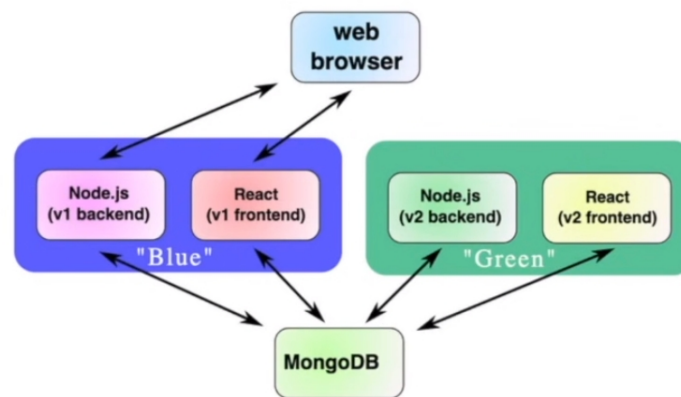 web
browser
Node.js
(v1 backend)
React
(v1 frontend)
"Blue"
Node.js
(v2 backend)
React
(v2 frontend)
"Green"
MongoDB